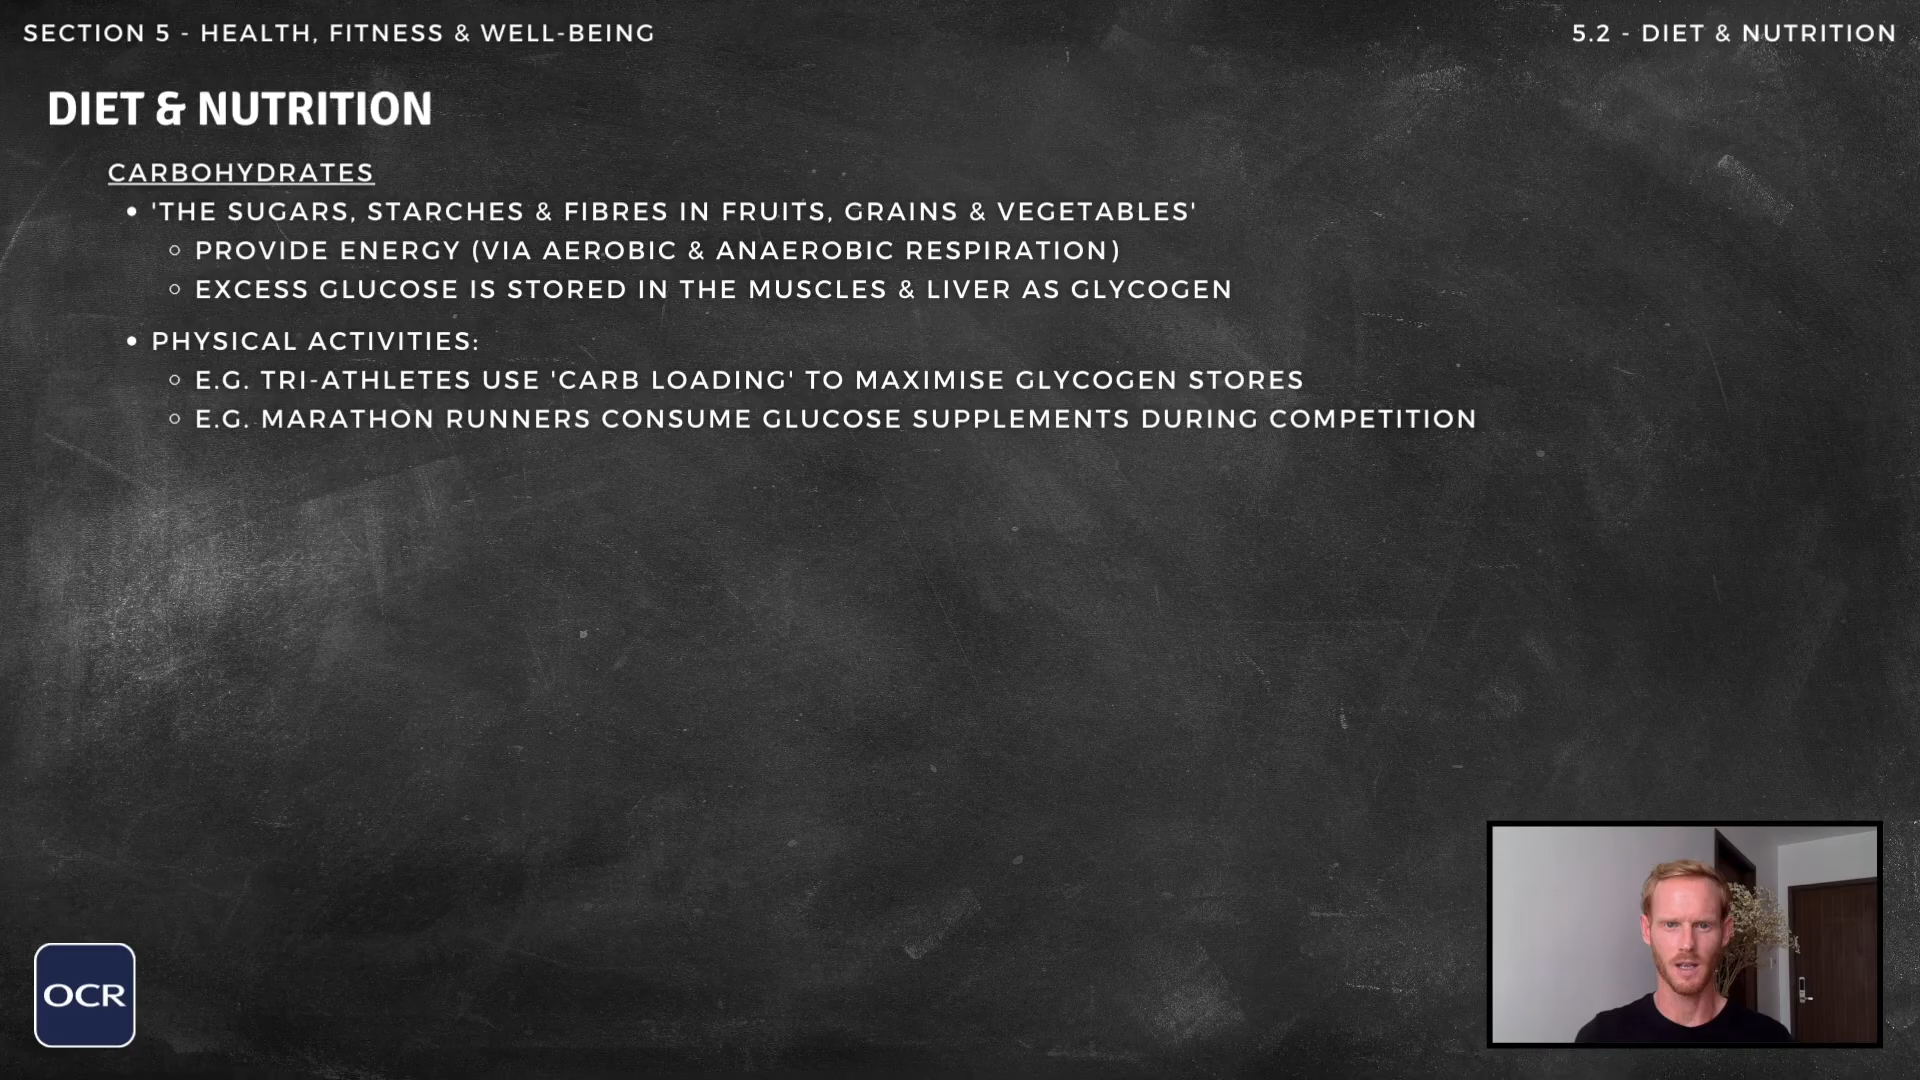 SECTION 5 - HEALTH, FITNESS & WELL-BEING
5.2 - DIET & NUTRITION
DIET & NUTRITION
CARBOHYDRATES
• 'THE SUGARS, STARCHES & FIBRES IN FRUITS, GRAINS & VEGETABLES'
○ PROVIDE ENERGY (VIA AEROBIC & ANAEROBIC RESPIRATION)
○ EXCESS GLUCOSE IS STORED IN THE MUSCLES & LIVER AS GLYCOGEN
• PHYSICAL ACTIVITIES:
○ E.G. TRI-ATHLETES USE 'CARB LOADING' TO MAXIMISE GLYCOGEN STORES
○ E.G. MARATHON RUNNERS CONSUME GLUCOSE SUPPLEMENTS DURING COMPETITION
OCR